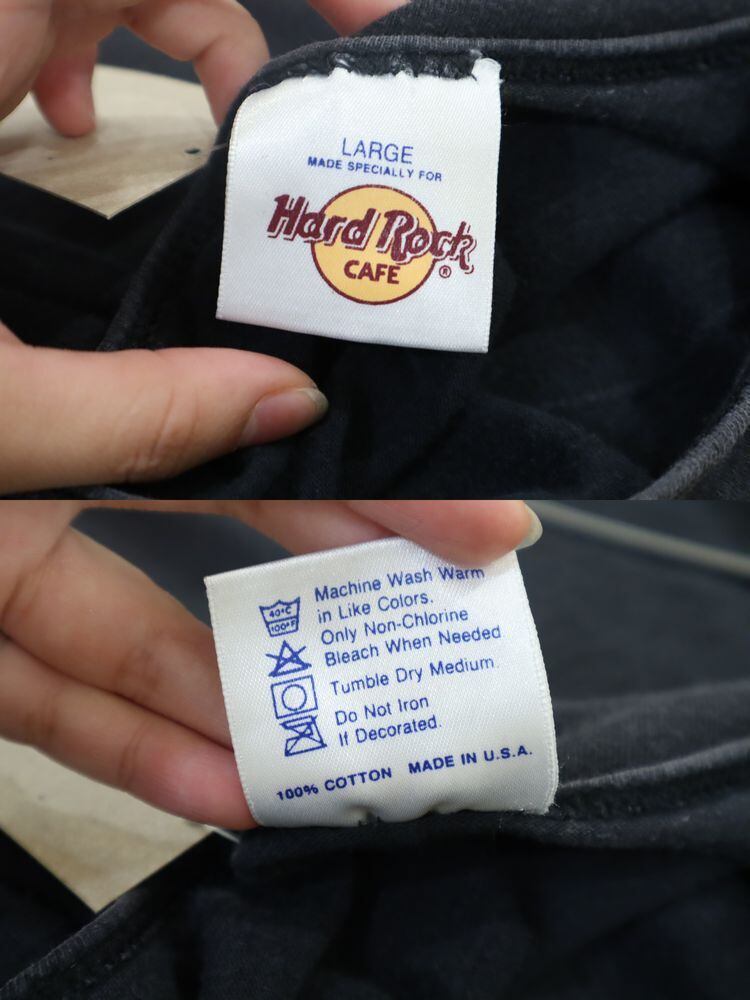 LARGE
MADE SPECIALLY FOR
Hard Rock
CAFE
®
Machine Wash Warm
in Like Colors.
40°C
100°F
Only Non-Chlorine
Bleach When Needed.
Tumble Dry Medium.
Do Not Iron
If Decorated.
100% COTTON MADE IN U.S.A.